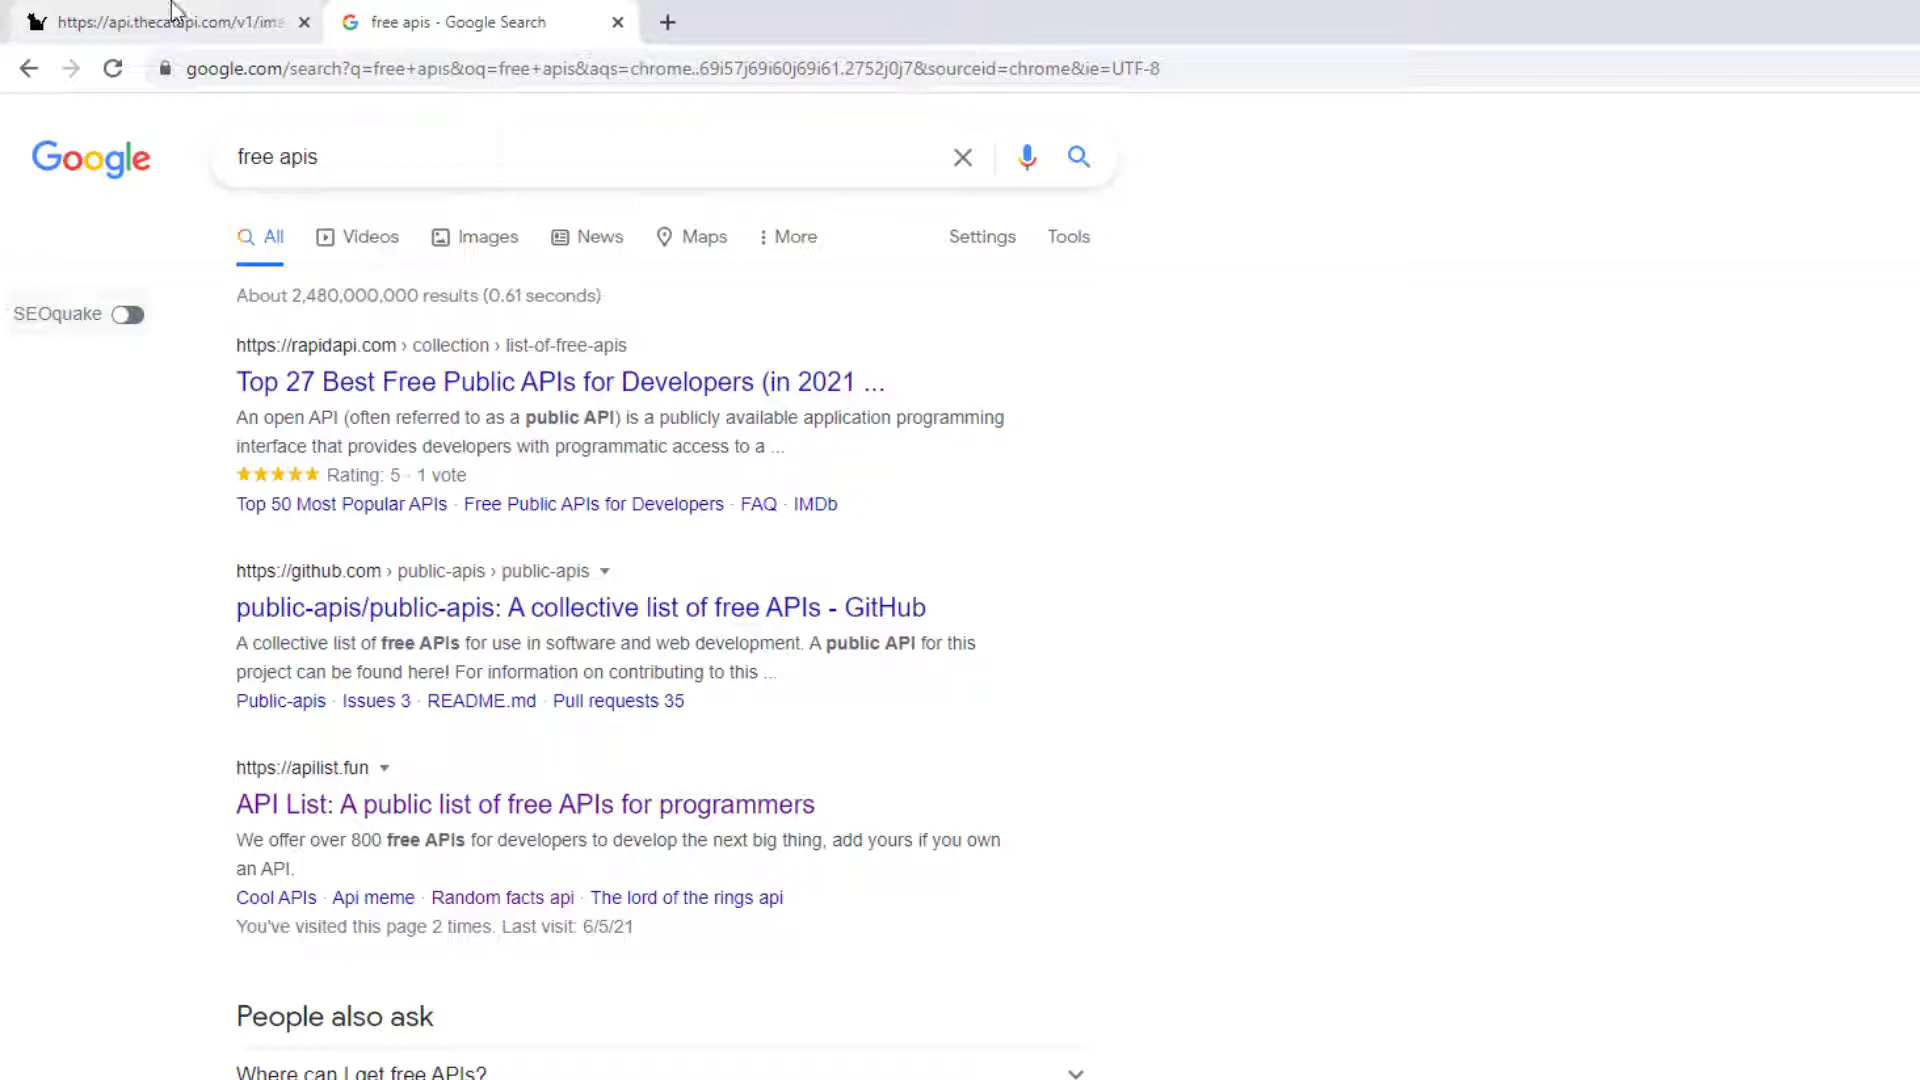 https://api.thecatapi.com/v1/ima
free apis - Google Search
google.com/search?q=free+apis&oq=free+apis&aqs=chrome..69i57j69i60j69i61.2752j0j7&sourceid=chrome&ie=UTF-8
Google
free apis
All
Videos
Images
News
Maps
More
Settings
Tools
About 2,480,000,000 results (0.61 seconds)
SEOquake
https://rapidapi.com › collection › list-of-free-apis
Top 27 Best Free Public APIs for Developers (in 2021 ...
An open API (often referred to as a public API) is a publicly available application programming
interface that provides developers with programmatic access to a ...
Rating: 5 · 1 vote
Top 50 Most Popular APIs · Free Public APIs for Developers · FAQ · IMDb
https://github.com › public-apis › public-apis
public-apis/public-apis: A collective list of free APIs - GitHub
A collective list of free APIs for use in software and web development. A public API for this
project can be found here! For information on contributing to this ...
Public-apis · Issues 3 · README.md · Pull requests 35
https://apilist.fun
API List: A public list of free APIs for programmers
We offer over 800 free APIs for developers to develop the next big thing, add yours if you own
an API.
Cool APIs · Api meme · Random facts api · The lord of the rings api
You've visited this page 2 times. Last visit: 6/5/21
People also ask
Where can I get free APIs?